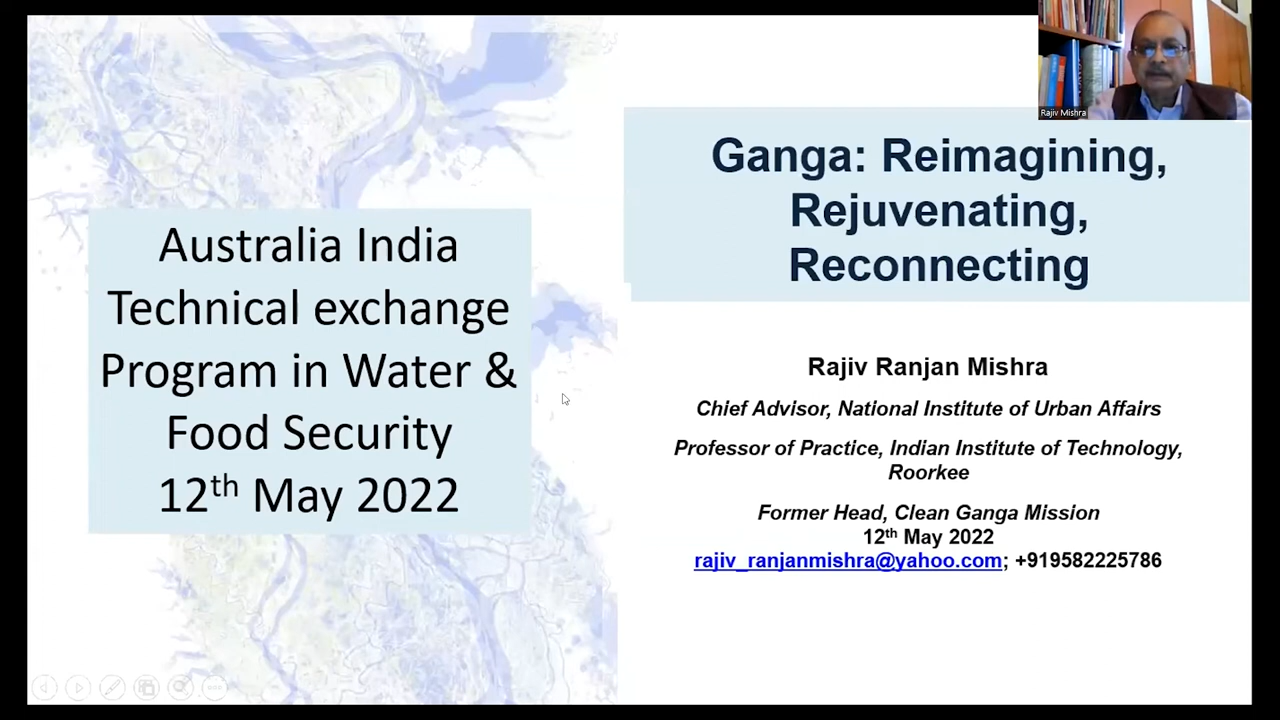 Australia India
Technical exchange
Program in Water &
Food Security
12th May 2022
Rajiv Mishra
Ganga: Reimagining,
Rejuvenating,
Reconnecting
Rajiv Ranjan Mishra
Chief Advisor, National Institute of Urban Affairs
Professor of Practice, Indian Institute of Technology,
Roorkee
Former Head, Clean Ganga Mission
12th May 2022
rajiv_ranjanmishra@yahoo.com; +919582225786